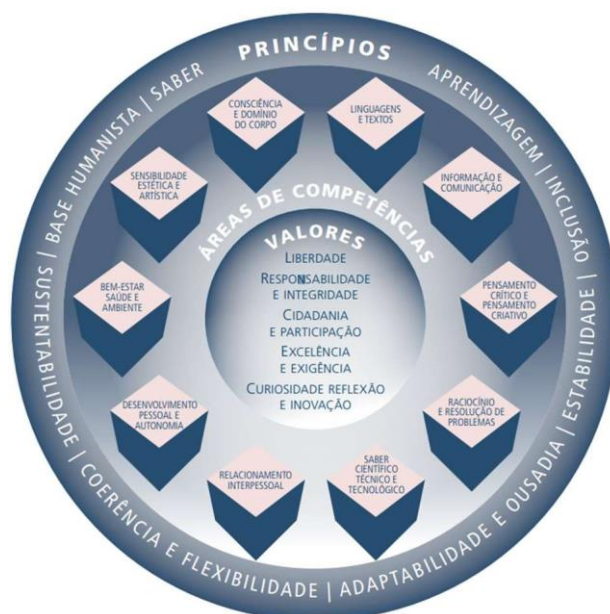 PRINCÍPIOS
BASE HUMANISTA | SABER
APRENDIZAGEM | INCLUSÃO |
ESTABILIDADE |
ADAPTABILIDADE E OUSADIA |
COERÊNCIA E FLEXIBILIDADE |
SUSTENTABILIDADE |
ÁREAS DE COMPETÊNCIAS
CONSCIÊNCIA
E DOMÍNIO
DO CORPO
LINGUAGENS
E TEXTOS
INFORMAÇÃO E
COMUNICAÇÃO
PENSAMENTO
CRÍTICO E
PENSAMENTO
CRIATIVO
RACIOCÍNIO
E RESOLUÇÃO DE
PROBLEMAS
SABER
CIENTÍFICO
TÉCNICO E
TECNOLÓGICO
RELACIONAMENTO
INTERPESSOAL
DESENVOLVIMENTO
PESSOAL E
AUTONOMIA
BEM-ESTAR
SAÚDE E
AMBIENTE
SENSIBILIDADE
ESTÉTICA E
ARTÍSTICA
VALORES
LIBERDADE
RESPONSABILIDADE
E INTEGRIDADE
CIDADANIA
E PARTICIPAÇÃO
EXCELÊNCIA
E EXIGÊNCIA
CURIOSIDADE REFLEXÃO
E INOVAÇÃO